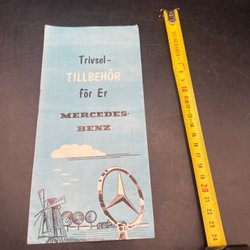 Trivsel-
TILLBEHÖR
för Er
MERCEDES-
BENZ